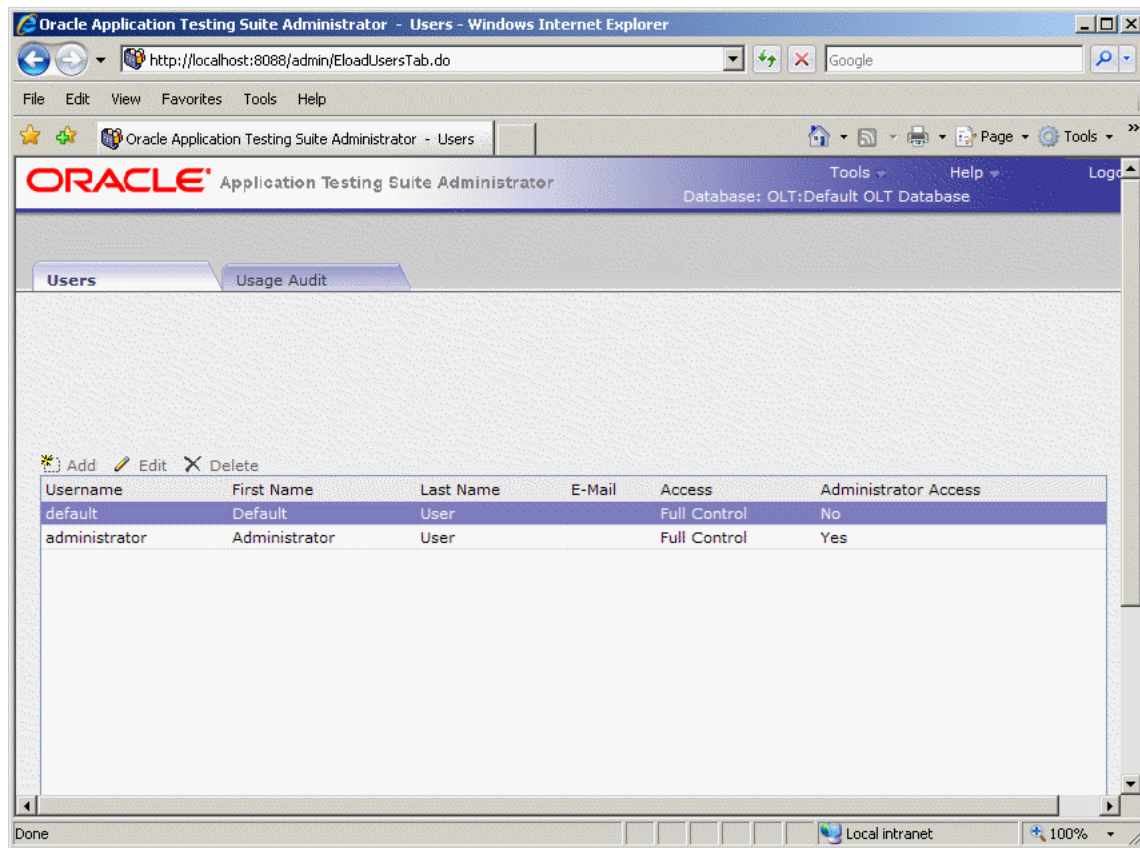 Oracle Application Testing Suite Administrator - Users - Windows Internet Explorer
http://localhost:8088/admin/EloadUsersTab.do
Google
File Edit View Favorites Tools Help
Oracle Application Testing Suite Administrator - Users
Page Tools
ORACLE Application Testing Suite Administrator
Tools Help Logo
Database: OLT:Default OLT Database
Users Usage Audit
Add Edit Delete
Username First Name Last Name E-Mail Access Administrator Access
default Default User Full Control No
administrator Administrator User Full Control Yes
Done Local intranet 100%